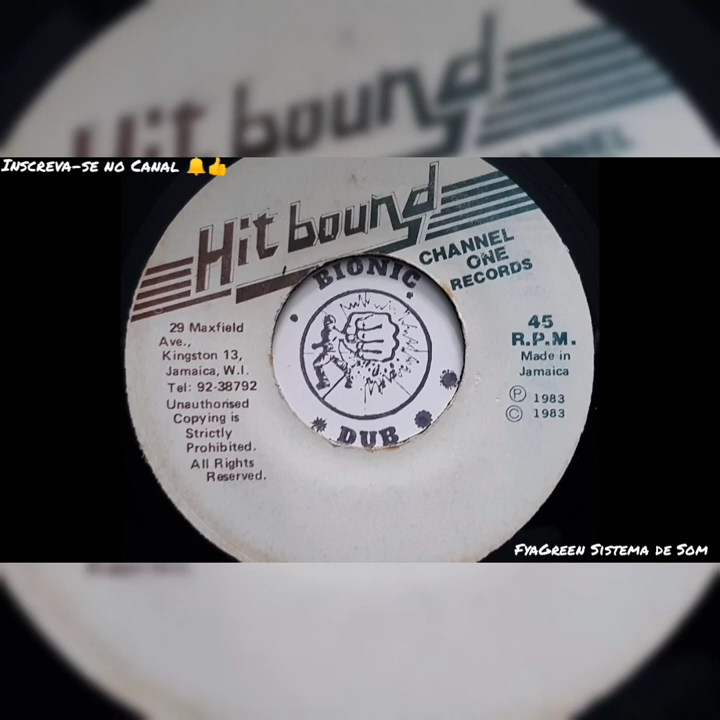 Hit bound
CHANNEL
Inscreva-se no Canal 🔔👍
Hit bound
CHANNEL
ONE
RECORDS
BIONIC
DUB
29 Maxfield
Ave.,
Kingston 13,
Jamaica, W.I.
Tel: 92-38792
Unauthorised
Copying is
Strictly
Prohibited.
All Rights
Reserved.
45
R.P.M.
Made in
Jamaica
Ⓟ 1983
© 1983
FyaGreen Sistema de Som